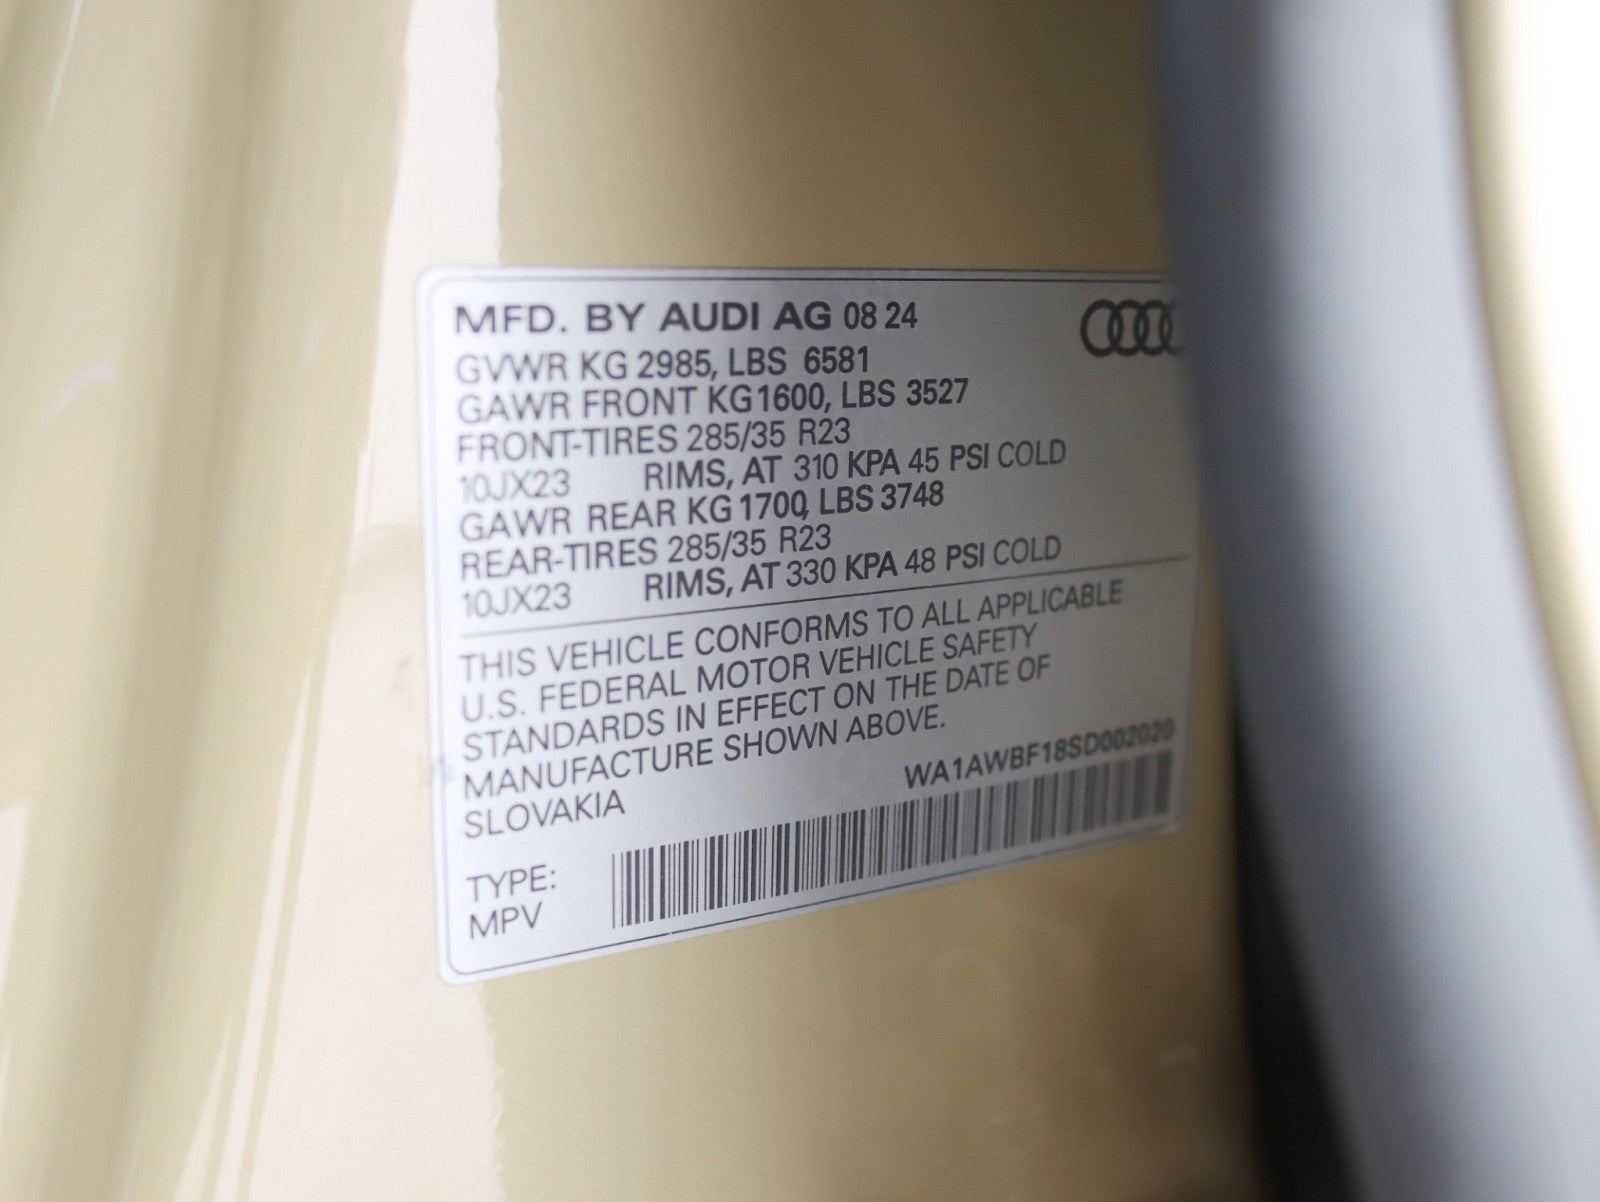 MFD. BY AUDI AG 08 24
GVWR KG 2985, LBS 6581
GAWR FRONT KG1600, LBS 3527
FRONT-TIRES 285/35 R23
10JX23 RIMS, AT 310 KPA 45 PSI COLD
GAWR REAR KG1700, LBS 3748
REAR-TIRES 285/35 R23
10JX23 RIMS, AT 330 KPA 48 PSI COLD
THIS VEHICLE CONFORMS TO ALL APPLICABLE
U.S. FEDERAL MOTOR VEHICLE SAFETY
STANDARDS IN EFFECT ON THE DATE OF
MANUFACTURE SHOWN ABOVE.
SLOVAKIA
WA1AWBF18SD002020
TYPE:
MPV